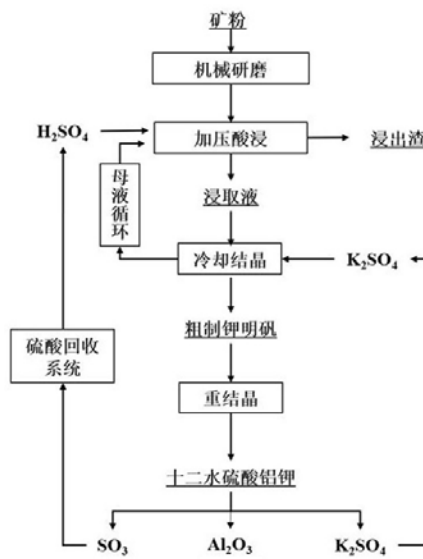 矿粉
机械研磨
H₂SO₄
加压酸浸
浸出渣
母液循环
浸取液
冷却结晶
K₂SO₄
粗制钾明矾
硫酸回收
系统
重结晶
十二水硫酸铝钾
SO₃
Al₂O₃
K₂SO₄